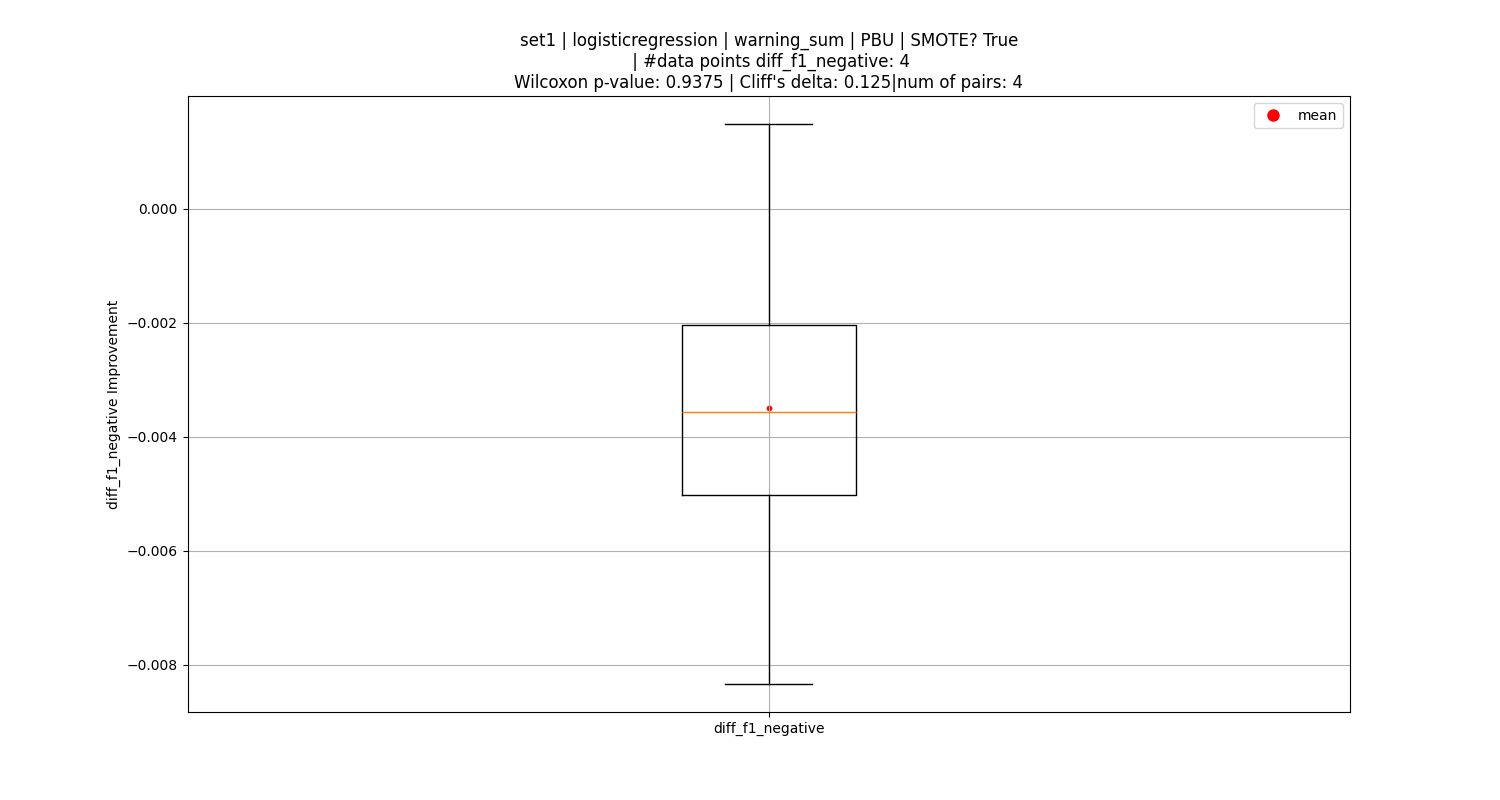 set1 | logisticregression | warning_sum | PBU | SMOTE? True
| #data points diff_f1_negative: 4
Wilcoxon p-value: 0.9375 | Cliff's delta: 0.125|num of pairs: 4
mean
0.000
−0.002
−0.004
−0.006
−0.008
diff_f1_negative Improvement
diff_f1_negative